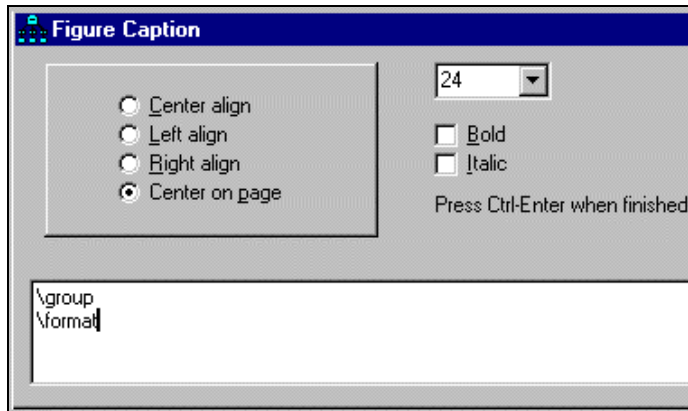 Figure Caption
Center align
Left align
Right align
Center on page
24
Bold
Italic
Press Ctrl-Enter when finished
\group
\format